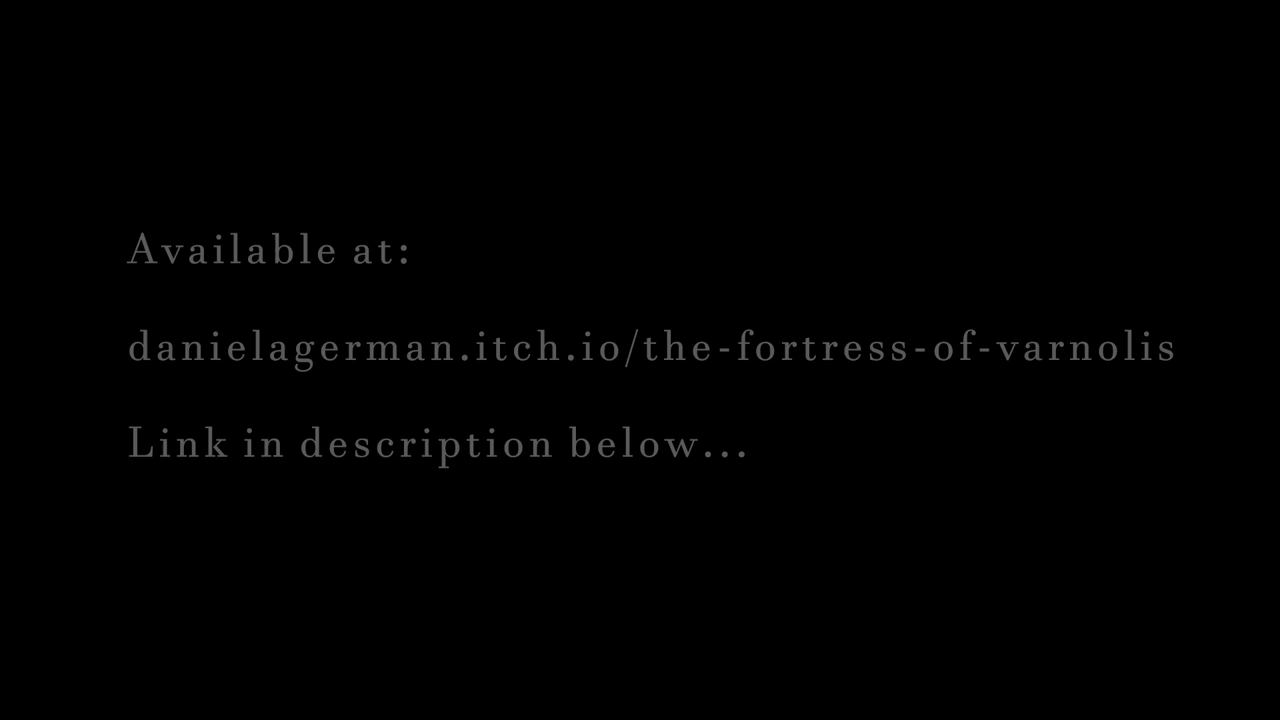 Available at:
danielagerman.itch.io/the-fortress-of-varnolis
Link in description below...